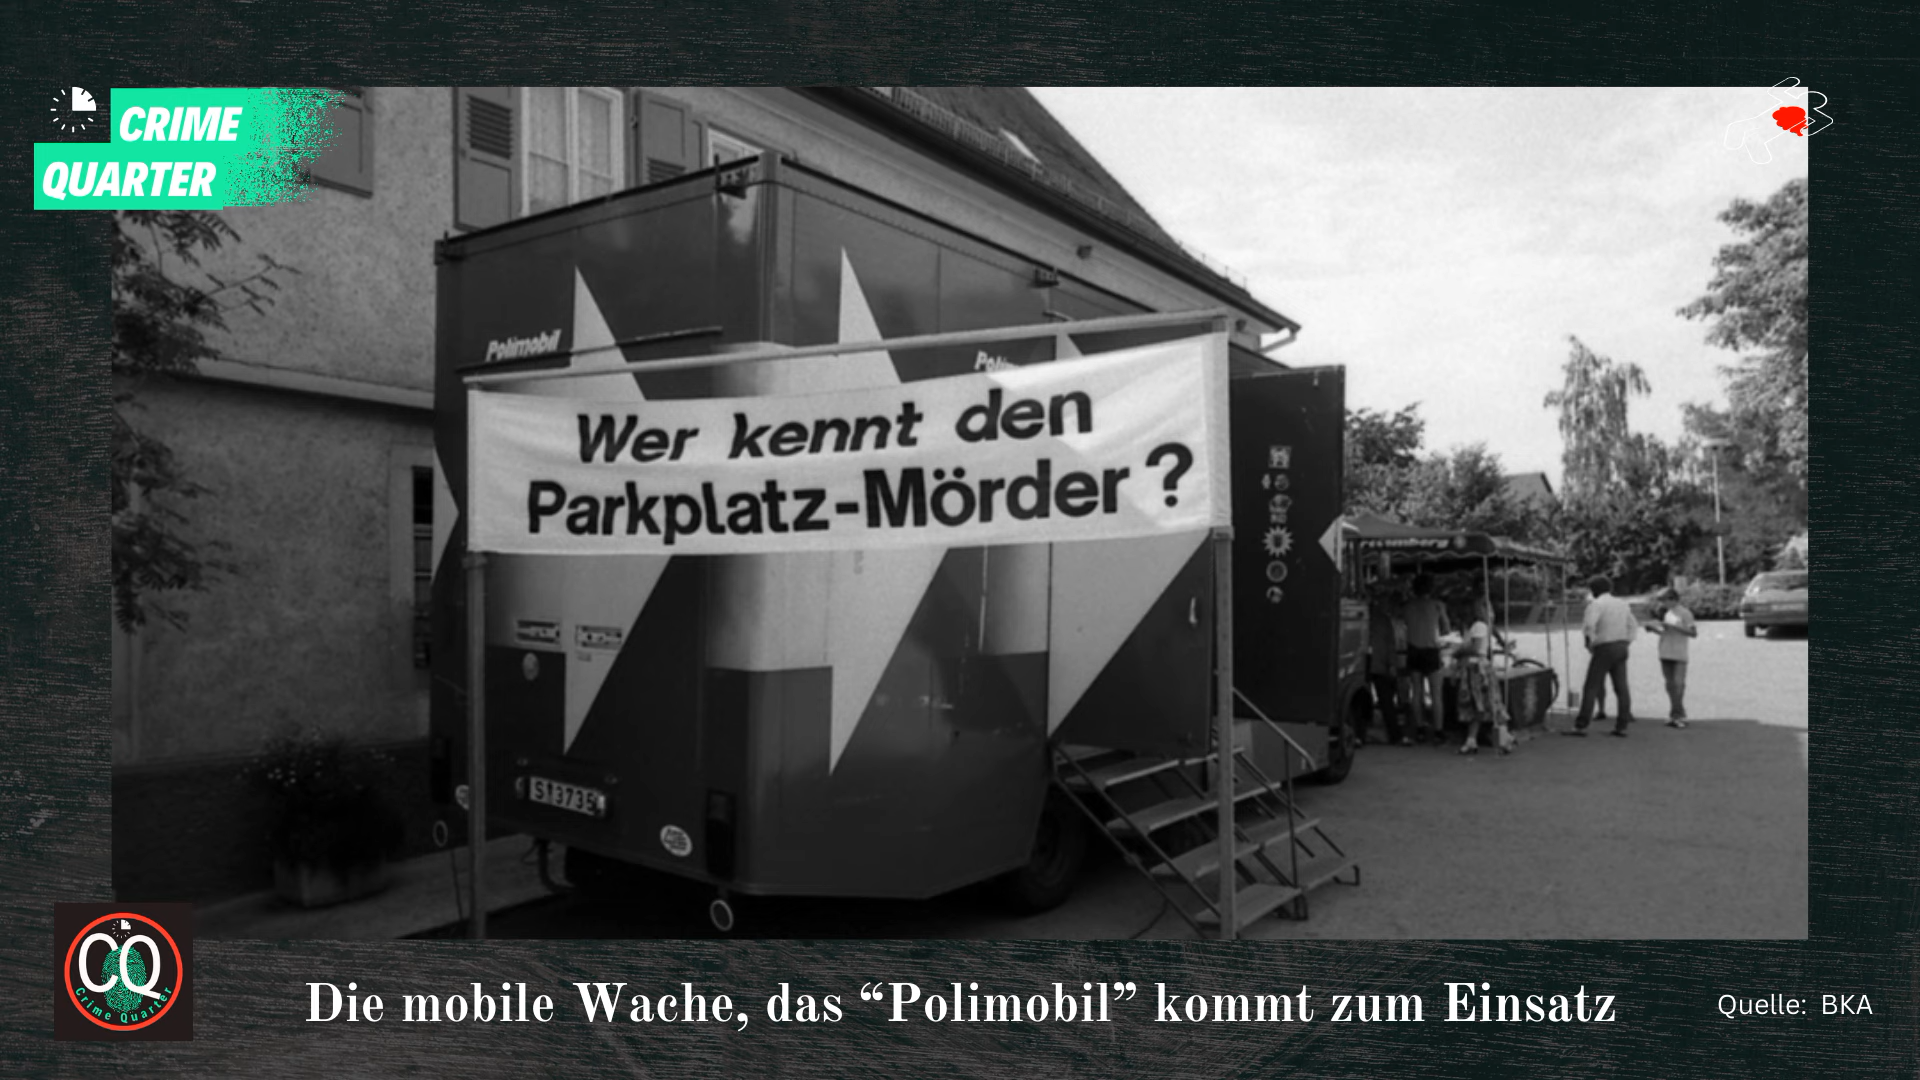 CRIME
QUARTER
Polimobil
Wer kennt den
Parkplatz-Mörder?
CQ
Crime Quarter
Die mobile Wache, das “Polimobil” kommt zum Einsatz
Quelle: BKA